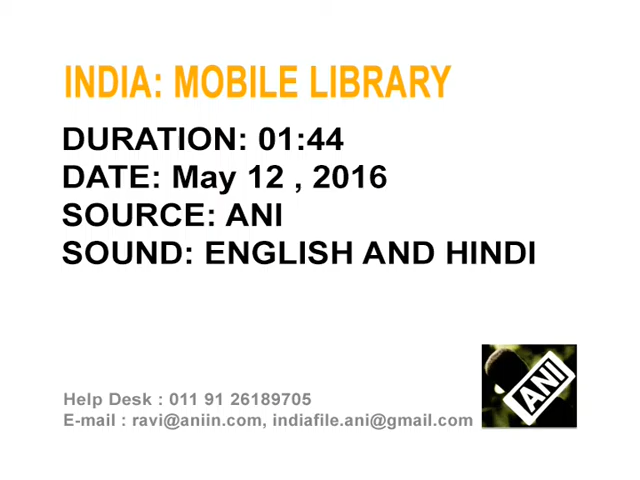 INDIA: MOBILE LIBRARY
DURATION: 01:44
DATE: May 12 , 2016
SOURCE: ANI
SOUND: ENGLISH AND HINDI
Help Desk : 011 91 26189705
E-mail : ravi@aniin.com, indiafile.ani@gmail.com
ANI